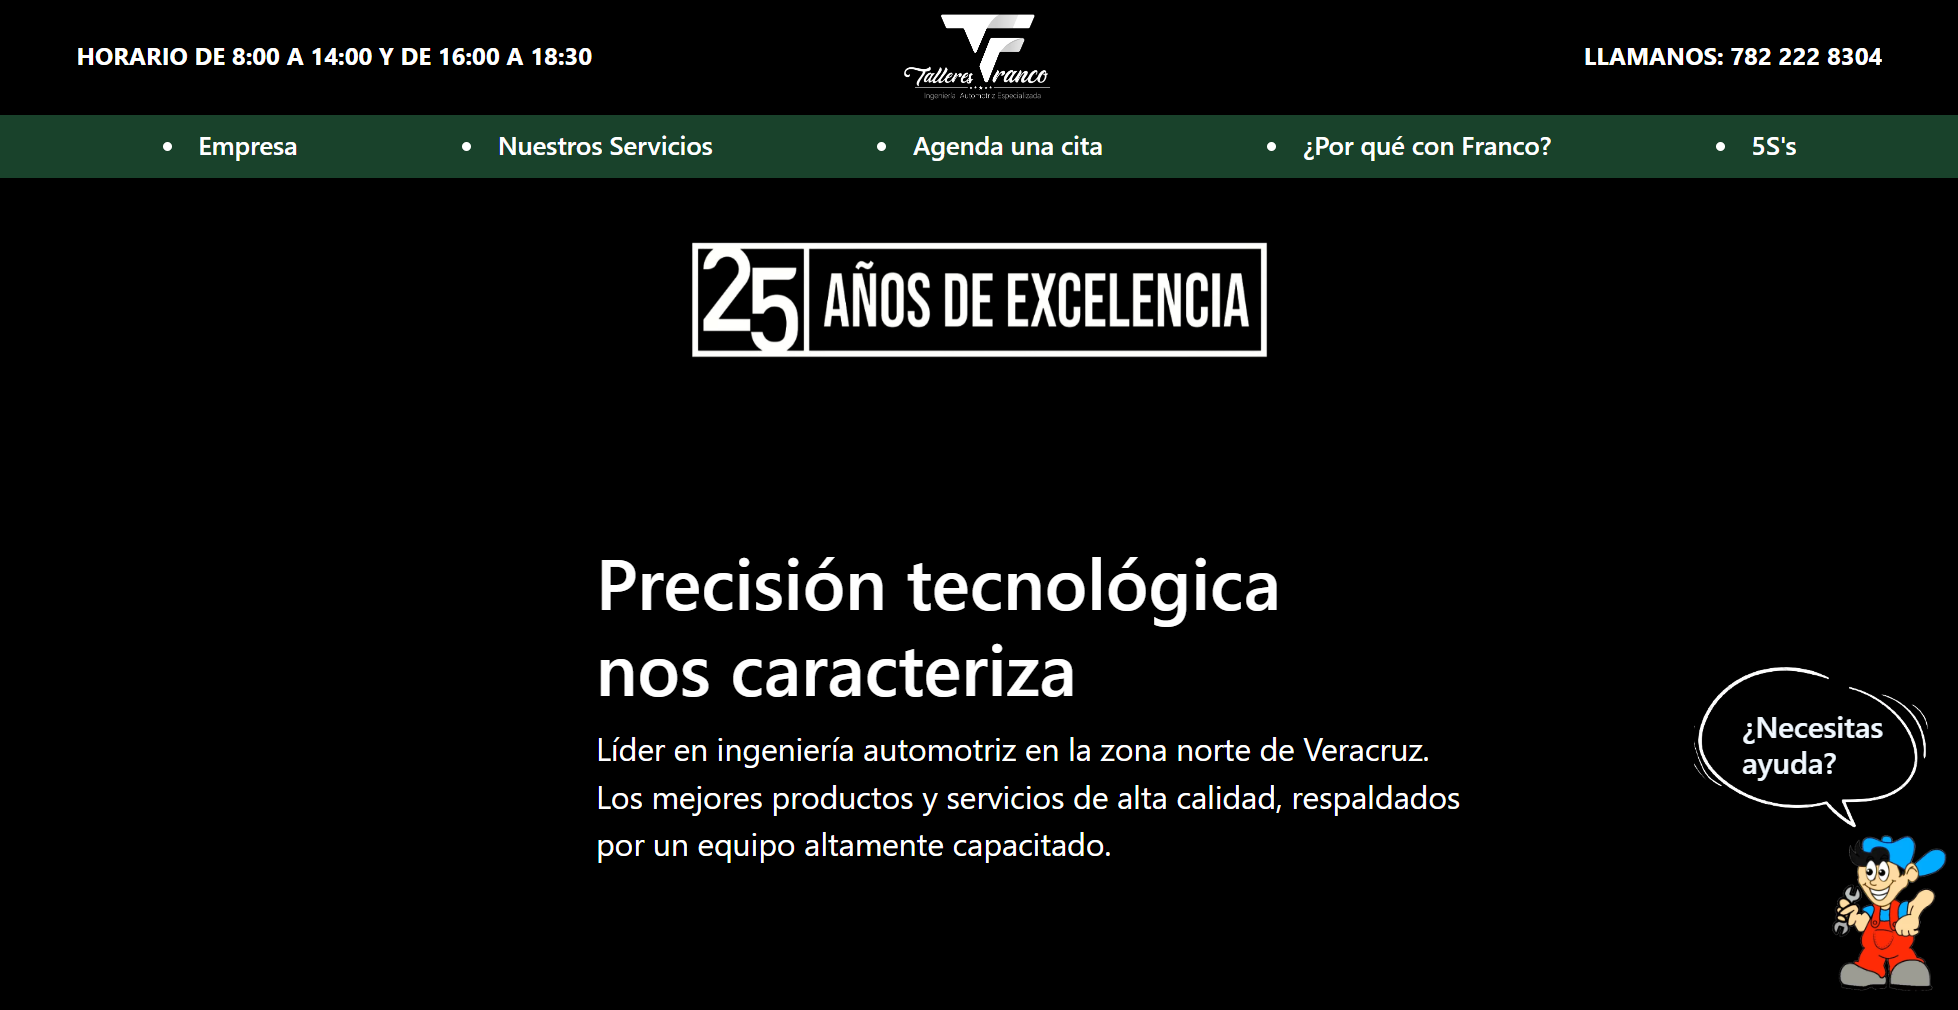 HORARIO DE 8:00 A 14:00 Y DE 16:00 A 18:30
Talleres Franco
Ingeniería Automotriz Especializada
LLAMANOS: 782 222 8304
• Empresa
• Nuestros Servicios
• Agenda una cita
• ¿Por qué con Franco?
• 5S's
25 AÑOS DE EXCELENCIA
Precisión tecnológica
nos caracteriza
Líder en ingeniería automotriz en la zona norte de Veracruz.
Los mejores productos y servicios de alta calidad, respaldados
por un equipo altamente capacitado.
¿Necesitas
ayuda?